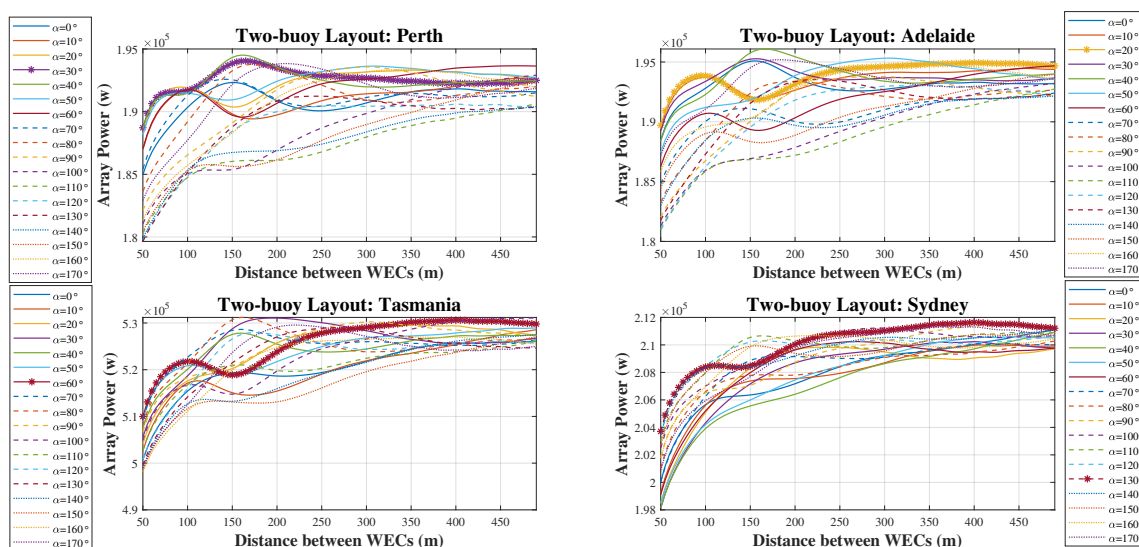 α=0°
α=10°
α=20°
α=30°
α=40°
α=50°
α=60°
α=70°
α=80°
α=90°
α=100°
α=110°
α=120°
α=130°
α=140°
α=150°
α=160°
α=170°
×10⁵
Two-buoy Layout: Perth
Array Power (w)
1.95
1.9
1.85
1.8
50 100 150 200 250 300 350 400 450
Distance between WECs (m)
×10⁵
Two-buoy Layout: Adelaide
Array Power (w)
1.95
1.9
1.85
1.8
50 100 150 200 250 300 350 400 450
Distance between WECs (m)
α=0°
α=10°
α=20°
α=30°
α=40°
α=50°
α=60°
α=70°
α=80°
α=90°
α=100
α=110
α=120
α=130
α=140
α=150
α=160
α=170
α=0°
α=10°
α=20°
α=30°
α=40°
α=50°
α=60°
α=70°
α=80°
α=90°
α=100°
α=110°
α=120°
α=130°
α=140°
α=150°
α=160°
α=170°
×10⁵
Two-buoy Layout: Tasmania
Array Power (w)
5.3
5.2
5.1
5
4.9
50 100 150 200 250 300 350 400 450
Distance between WECs (m)
×10⁵
Two-buoy Layout: Sydney
Array Power (w)
2.12
2.1
2.08
2.06
2.04
2.02
2
1.98
50 100 150 200 250 300 350 400 450
Distance between WECs (m)
α=0°
α=10°
α=20°
α=30°
α=40°
α=50°
α=60°
α=70°
α=80°
α=90°
α=100
α=110
α=120
α=130
α=140
α=150
α=160
α=170